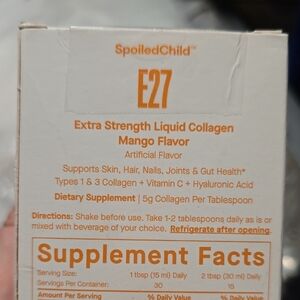 SpoiledChild™
E27
Extra Strength Liquid Collagen
Mango Flavor
Artificial Flavor
Supports Skin, Hair, Nails, Joints & Gut Health*
Types 1 & 3 Collagen + Vitamin C + Hyaluronic Acid
Dietary Supplement | 5g Collagen Per Tablespoon
Directions: Shake before use. Take 1-2 tablespoons daily as is or
mixed with beverage of your choice. Refrigerate after opening.
Supplement Facts
Serving Size: 1 tbsp (15 ml) Daily 2 tbsp (30 ml) Daily
Servings Per Container: 30 15
Amount Per Serving % Daily Value % Daily Value